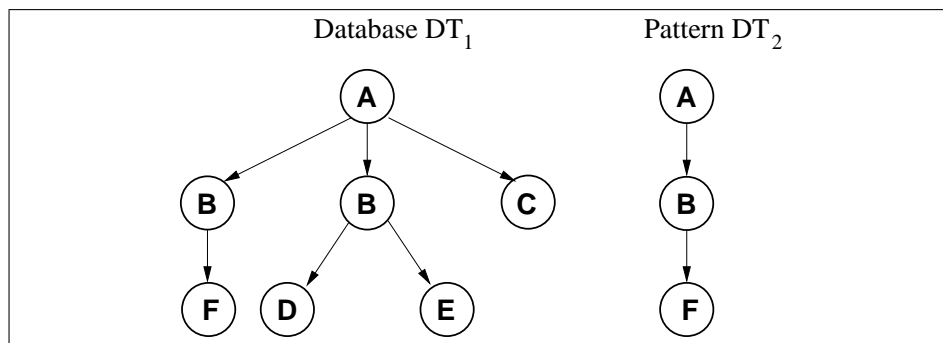 Database DT₁ Pattern DT₂
A A
B B C B
F D E F